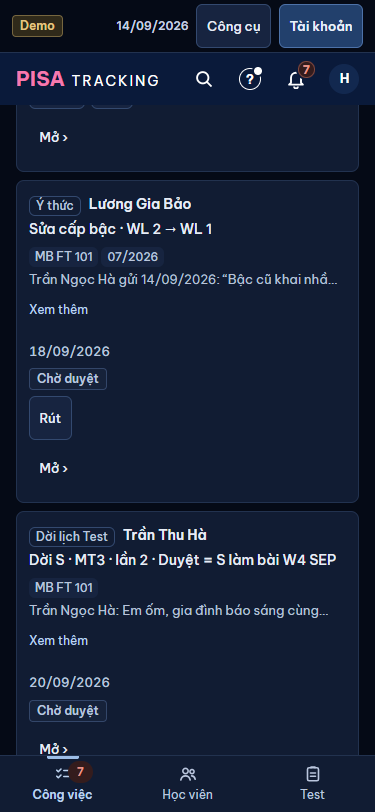 Demo
14/09/2026
Công cụ
Tài khoản
PISA TRACKING
?
7
H
Mở ›
Ý thức
Lương Gia Bảo
Sửa cấp bậc · WL 2 → WL 1
MB FT 101
07/2026
Trần Ngọc Hà gửi 14/09/2026: “Bậc cũ khai nhầ...
Xem thêm
18/09/2026
Chờ duyệt
Rút
Mở ›
Dời lịch Test
Trần Thu Hà
Dời S · MT3 · lần 2 · Duyệt = S làm bài W4 SEP
MB FT 101
Trần Ngọc Hà: Em ốm, gia đình báo sáng cùng...
Xem thêm
20/09/2026
Chờ duyệt
Mở ›
7
Công việc
Học viên
Test